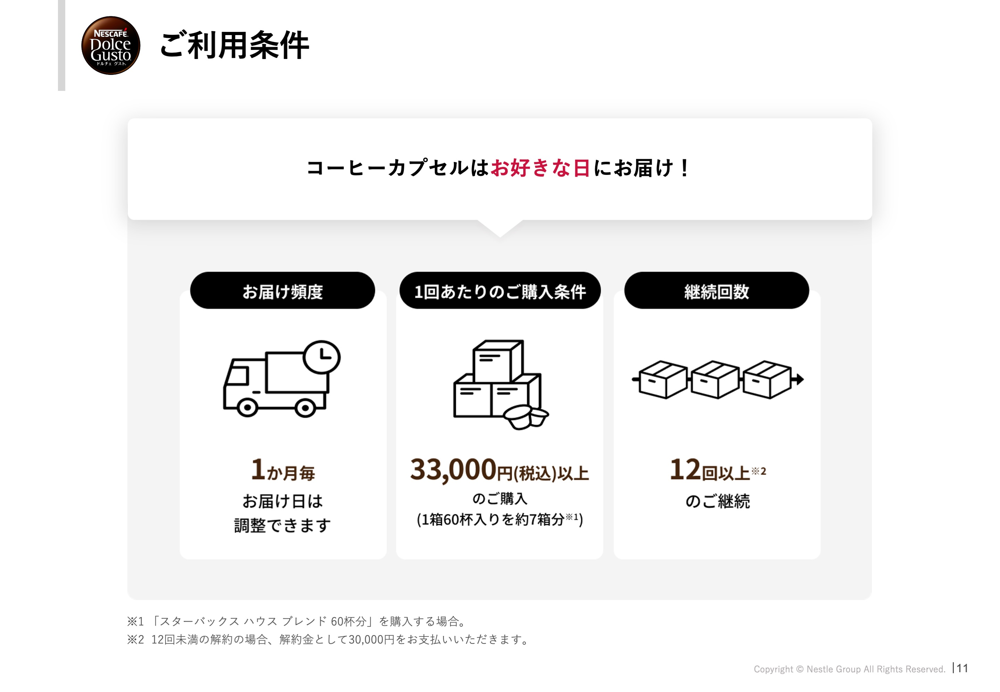 NESCAFÉ
Dolce
Gusto
ドルチェ グスト
ご利用条件
コーヒーカプセルはお好きな日にお届け！
お届け頻度
1か月毎
お届け日は
調整できます
1回あたりのご購入条件
33,000円(税込)以上
のご購入
(1箱60杯入りを約7箱分※1)
継続回数
12回以上※2
のご継続
※1 「スターバックス ハウス ブレンド 60杯分」を購入する場合。
※2 12回未満の解約の場合、解約金として30,000円をお支払いいただきます。
Copyright © Nestle Group All Rights Reserved. |11